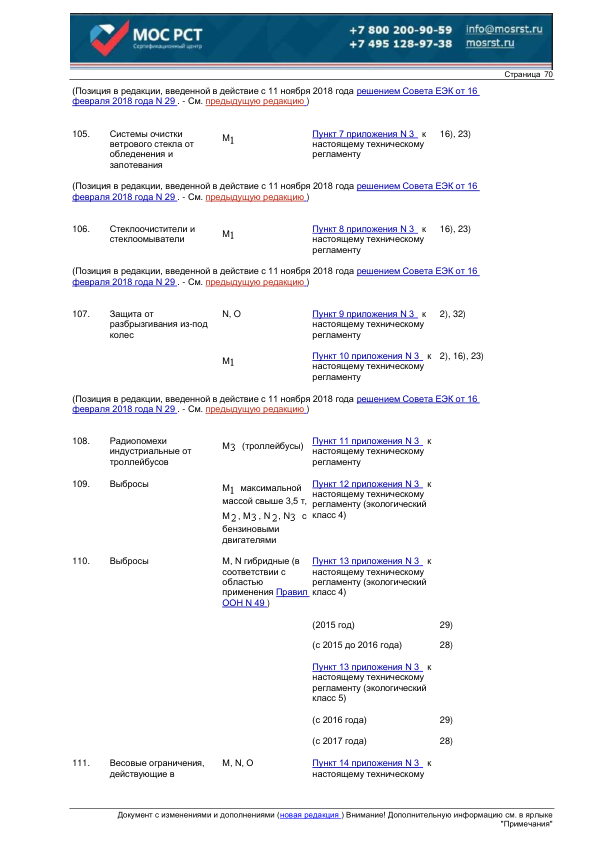 МОС РСТ
Сертификационный центр
+7 800 200-90-59 info@mosrst.ru
+7 495 128-97-38 mosrst.ru
Страница 70
(Позиция в редакции, введенной в действие с 11 ноября 2018 года решением Совета ЕЭК от 16
февраля 2018 года N 29 . - См. предыдущую редакцию )
105. Системы очистки M1 Пункт 7 приложения N 3 к 16), 23)
ветрового стекла от настоящему техническому
обледенения и регламенту
запотевания
(Позиция в редакции, введенной в действие с 11 ноября 2018 года решением Совета ЕЭК от 16
февраля 2018 года N 29 . - См. предыдущую редакцию )
106. Стеклоочистители и M1 Пункт 8 приложения N 3 к 16), 23)
стеклоомыватели настоящему техническому
регламенту
(Позиция в редакции, введенной в действие с 11 ноября 2018 года решением Совета ЕЭК от 16
февраля 2018 года N 29 . - См. предыдущую редакцию )
107. Защита от N, O Пункт 9 приложения N 3 к 2), 32)
разбрызгивания из-под настоящему техническому
колес регламенту
M1 Пункт 10 приложения N 3 к 2), 16), 23)
настоящему техническому
регламенту
(Позиция в редакции, введенной в действие с 11 ноября 2018 года решением Совета ЕЭК от 16
февраля 2018 года N 29 . - См. предыдущую редакцию )
108. Радиопомехи M3 (троллейбусы) Пункт 11 приложения N 3 к
индустриальные от настоящему техническому
троллейбусов регламенту
109. Выбросы M1 максимальной Пункт 12 приложения N 3 к
массой свыше 3,5 т, настоящему техническому
M2, M3, N2, N3 с регламенту (экологический
бензиновыми класс 4)
двигателями
110. Выбросы M, N гибридные (в Пункт 13 приложения N 3 к
соответствии с настоящему техническому
областью регламенту (экологический
применения Правил класс 4)
ООН N 49 )
(2015 год) 29)
(с 2015 до 2016 года) 28)
Пункт 13 приложения N 3 к
настоящему техническому
регламенту (экологический
класс 5)
(с 2016 года) 29)
(с 2017 года) 28)
111. Весовые ограничения, M, N, O Пункт 14 приложения N 3 к
действующие в настоящему техническому
Документ с изменениями и дополнениями (новая редакция ) Внимание! Дополнительную информацию см. в ярлыке
"Примечания"